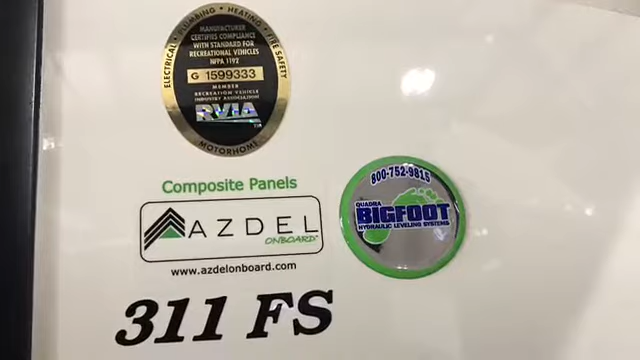 ELECTRICAL • PLUMBING • HEATING • FIRE SAFETY
MANUFACTURER
CERTIFIES COMPLIANCE
WITH STANDARD FOR
RECREATIONAL VEHICLES
NFPA 1192
G 1599333
MEMBER
RECREATION VEHICLE
INDUSTRY ASSOCIATION
RVIA
TM
MOTORHOME
Composite Panels
AZDEL
ONBOARD
www.azdelonboard.com
800-752-9815
QUADRA
BIGFOOT
HYDRAULIC LEVELING SYSTEMS
311 FS